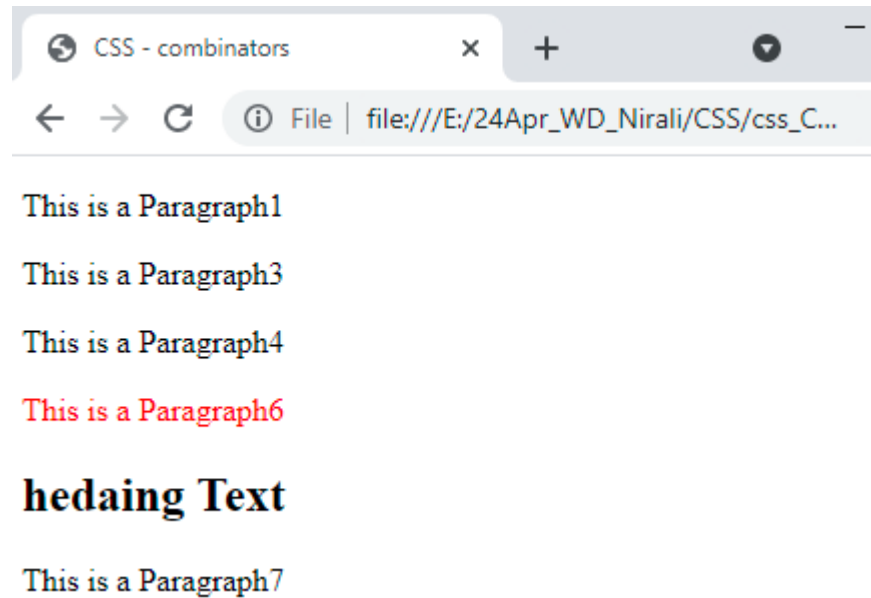 CSS - combinators
File file:///E:/24Apr_WD_Nirali/CSS/css_C...
This is a Paragraph1
This is a Paragraph3
This is a Paragraph4
This is a Paragraph6
hedaing Text
This is a Paragraph7